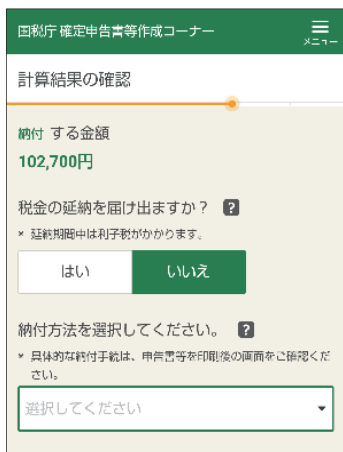 国税庁 確定申告書等作成コーナー
メニュー
計算結果の確認
納付 する金額
102,700円
税金の延納を届け出ますか？ ?
* 延納期間中は利子税がかかります。
はい いいえ
納付方法を選択してください。 ?
* 具体的な納付手続は、申告書等を印刷後の画面をご確認くだ
さい。
選択してください